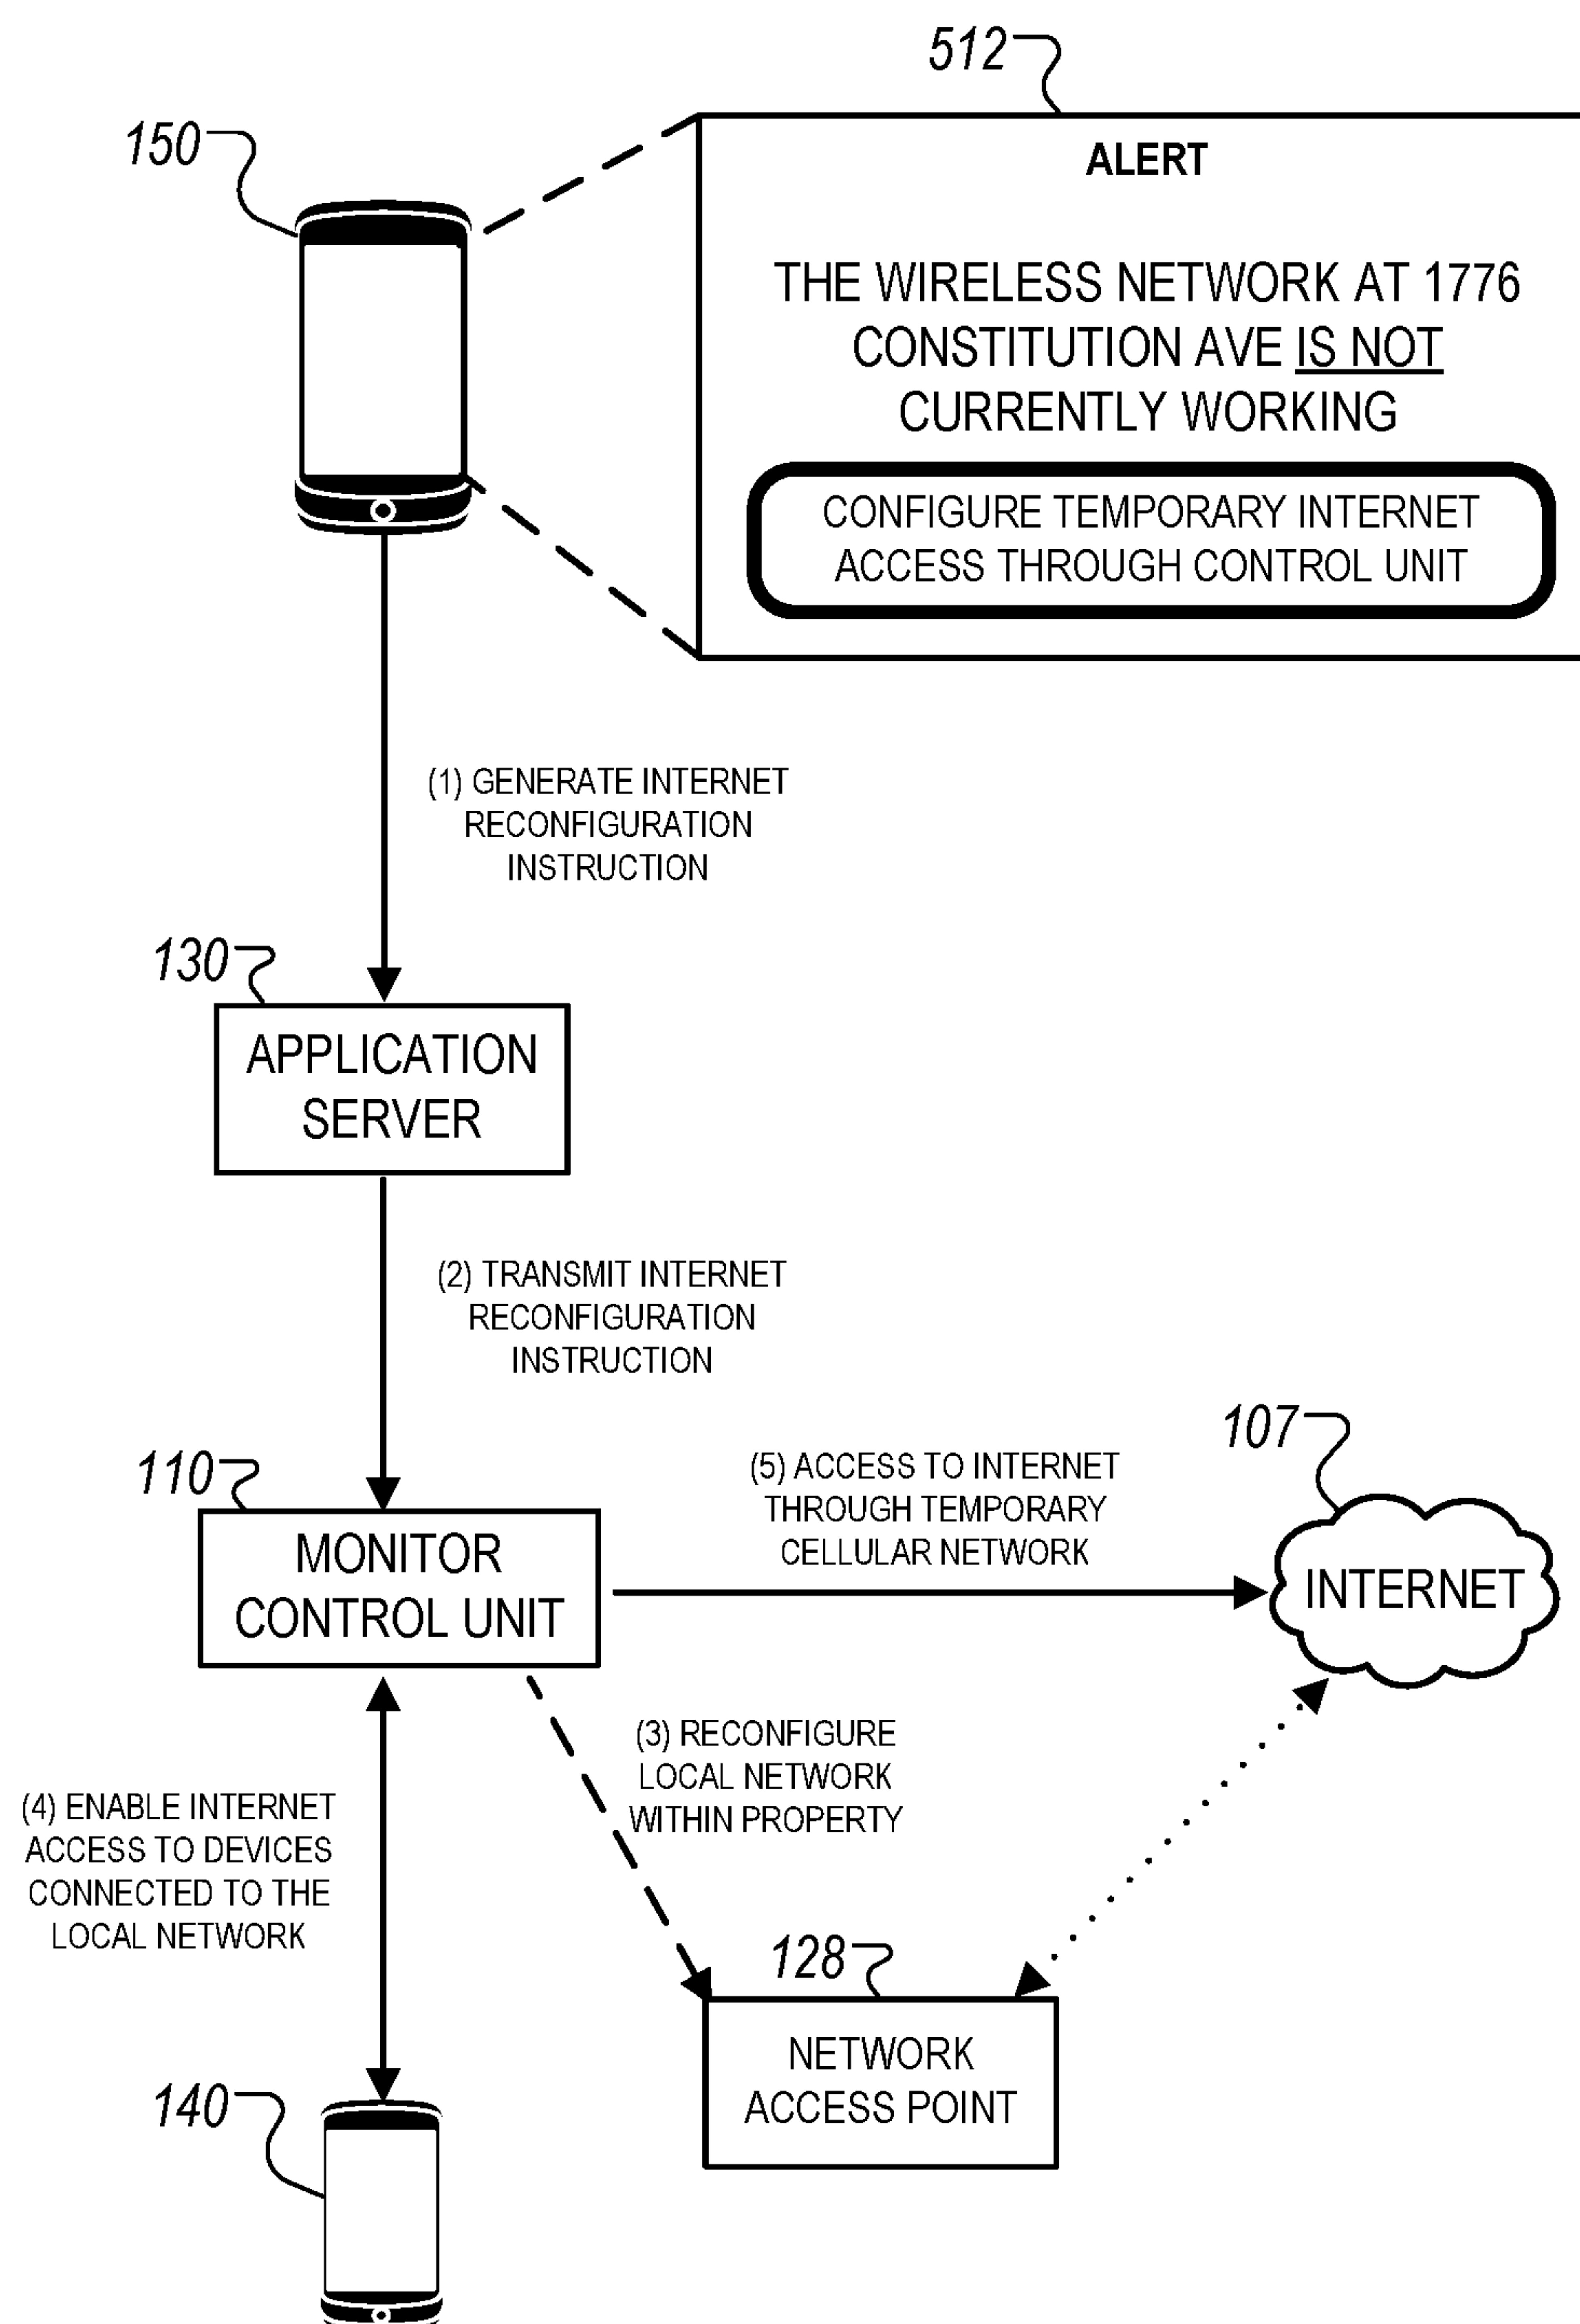 512
150
ALERT
THE WIRELESS NETWORK AT 1776
CONSTITUTION AVE IS NOT
CURRENTLY WORKING
CONFIGURE TEMPORARY INTERNET
ACCESS THROUGH CONTROL UNIT
(1) GENERATE INTERNET
RECONFIGURATION
INSTRUCTION
130
APPLICATION
SERVER
(2) TRANSMIT INTERNET
RECONFIGURATION
INSTRUCTION
110
MONITOR
CONTROL UNIT
(5) ACCESS TO INTERNET
THROUGH TEMPORARY
CELLULAR NETWORK
107
INTERNET
(3) RECONFIGURE
LOCAL NETWORK
WITHIN PROPERTY
(4) ENABLE INTERNET
ACCESS TO DEVICES
CONNECTED TO THE
LOCAL NETWORK
128
NETWORK
ACCESS POINT
140